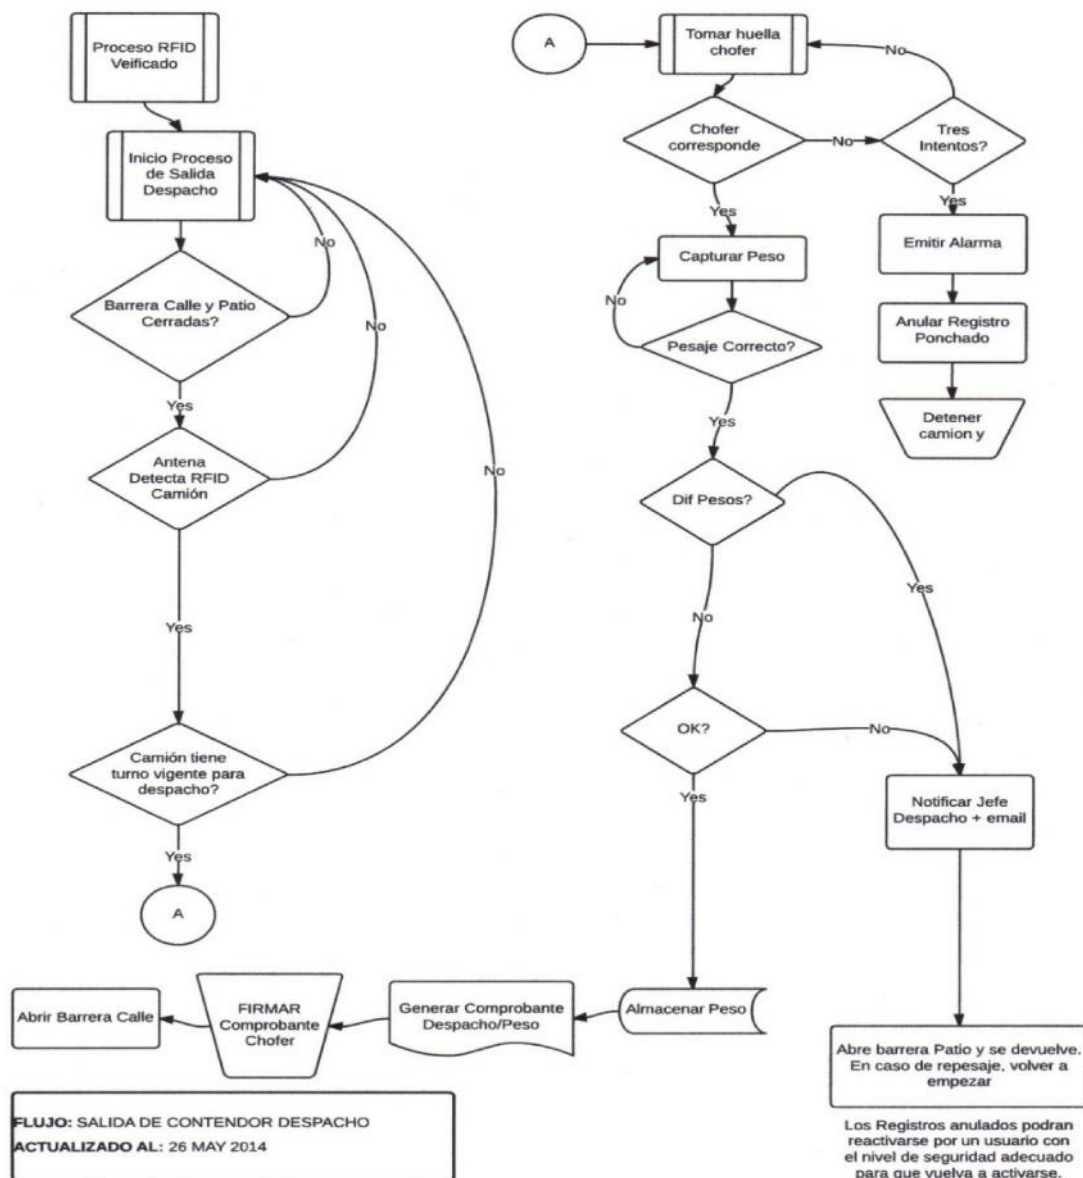 Proceso RFID
Veificado
Inicio Proceso
de Salida
Despacho
No
Barrera Calle y Patio
Cerradas?
No
Yes
Antena
Detecta RFID
Camión
No
Yes
Camión tiene
turno vigente para
despacho?
Yes
A
A
Tomar huella
chofer
No
Chofer
corresponde
No
Tres
Intentos?
Yes
Yes
Capturar Peso
Emitir Alarma
No
Pesaje Correcto?
Anular Registro
Ponchado
Yes
Detener
camion y
Dif Pesos?
Yes
No
OK?
No
Yes
Notificar Jefe
Despacho + email
Almacenar Peso
Generar Comprobante
Despacho/Peso
FIRMAR
Comprobante
Chofer
Abrir Barrera Calle
Abre barrera Patio y se devuelve.
En caso de repesaje, volver a
empezar
Los Registros anulados podran
reactivarse por un usuario con
el nivel de seguridad adecuado
para que vuelva a activarse.
FLUJO: SALIDA DE CONTENDOR DESPACHO
ACTUALIZADO AL: 26 MAY 2014